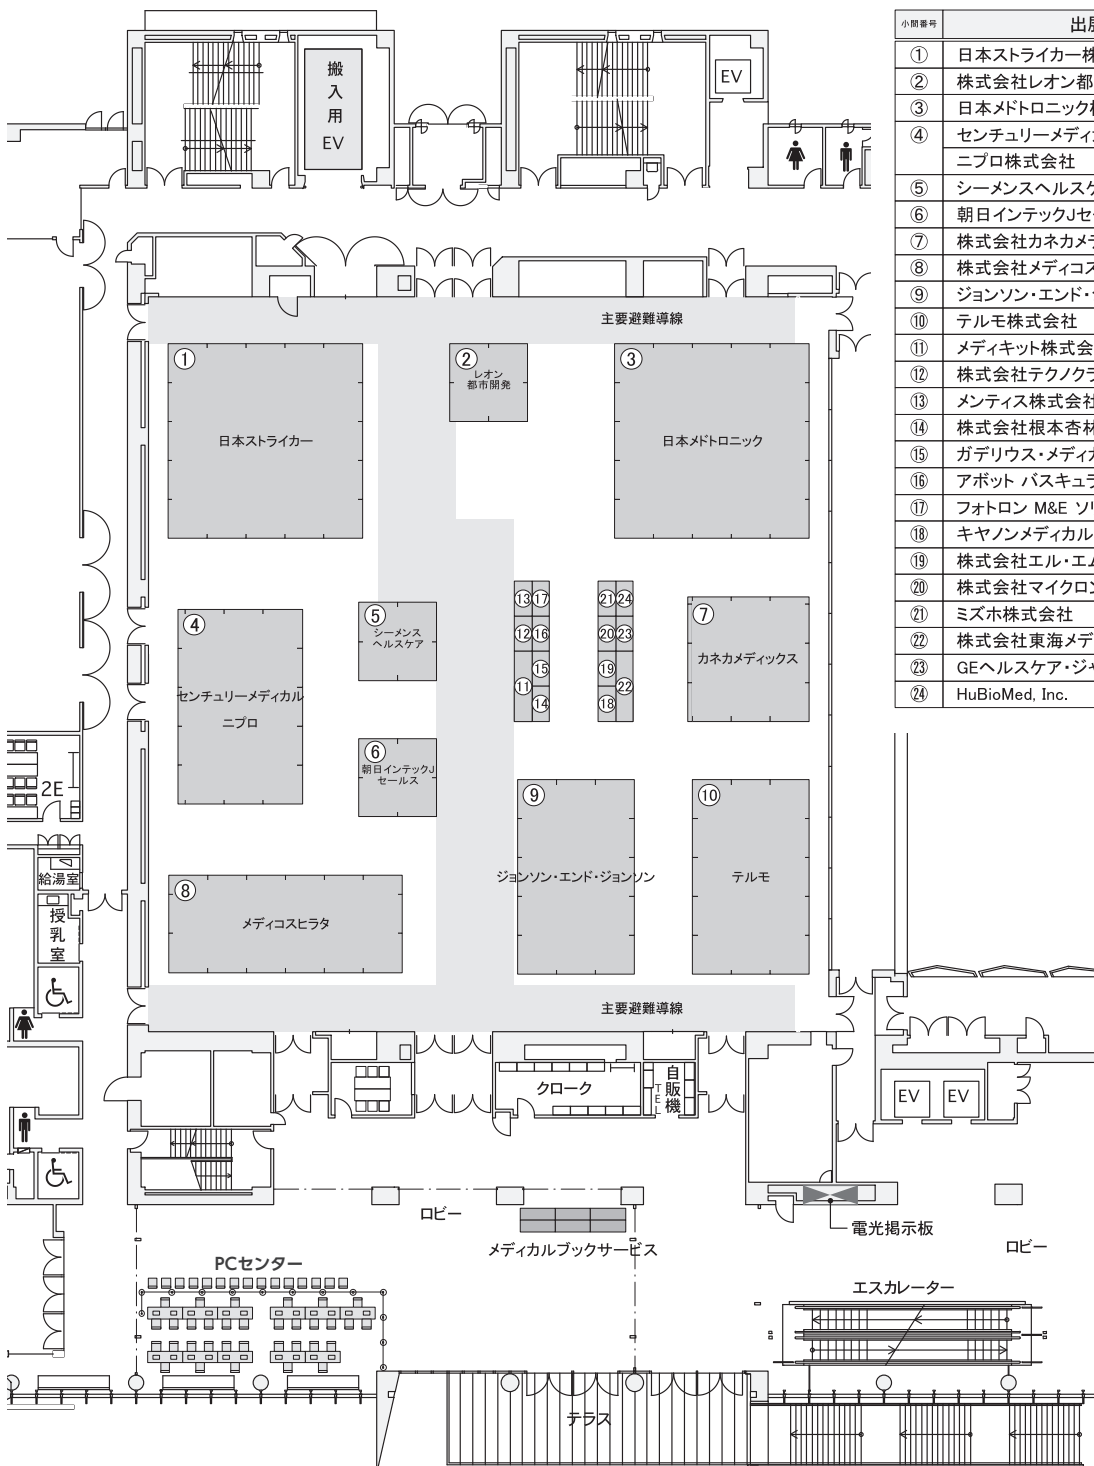 搬入用EV
EV
主要避難導線
①
日本ストライカー
②
レオン
都市開発
③
日本メドトロニック
④
センチュリーメディカル
ニプロ
⑤
シーメンス
ヘルスケア
⑥
朝日インテックJ
セールス
⑬⑰
⑫⑯
⑮
⑪
⑭
㉑㉔
⑳㉓
⑲
㉒
⑱
⑦
カネカメディックス
⑧
メディコスヒラタ
⑨
ジョンソン・エンド・ジョンソン
⑩
テルモ
主要避難導線
2E
給湯室
授乳室
クローク
TEL
自販機
EV
EV
ロビー
メディカルブックサービス
電光掲示板
ロビー
PCセンター
エスカレーター
テラス
小間番号 出
① 日本ストライカー株
② 株式会社レオン都
③ 日本メドトロニック
④ センチュリーメディ
ニプロ株式会社
⑤ シーメンスヘルス
⑥ 朝日インテックJセ
⑦ 株式会社カネカメ
⑧ 株式会社メディコス
⑨ ジョンソン・エンド・
⑩ テルモ株式会社
⑪ メディキット株式会
⑫ 株式会社テクノクラ
⑬ メンティス株式会社
⑭ 株式会社根本杏林
⑮ ガデリウス・メディカ
⑯ アボット バスキュラ
⑰ フォトロン M&E ソリ
⑱ キヤノンメディカル
⑲ 株式会社エル・エム
⑳ 株式会社マイクロン
㉑ ミズホ株式会社
㉒ 株式会社東海メデ
㉓ GEヘルスケア・ジャ
㉔ HuBioMed, Inc.